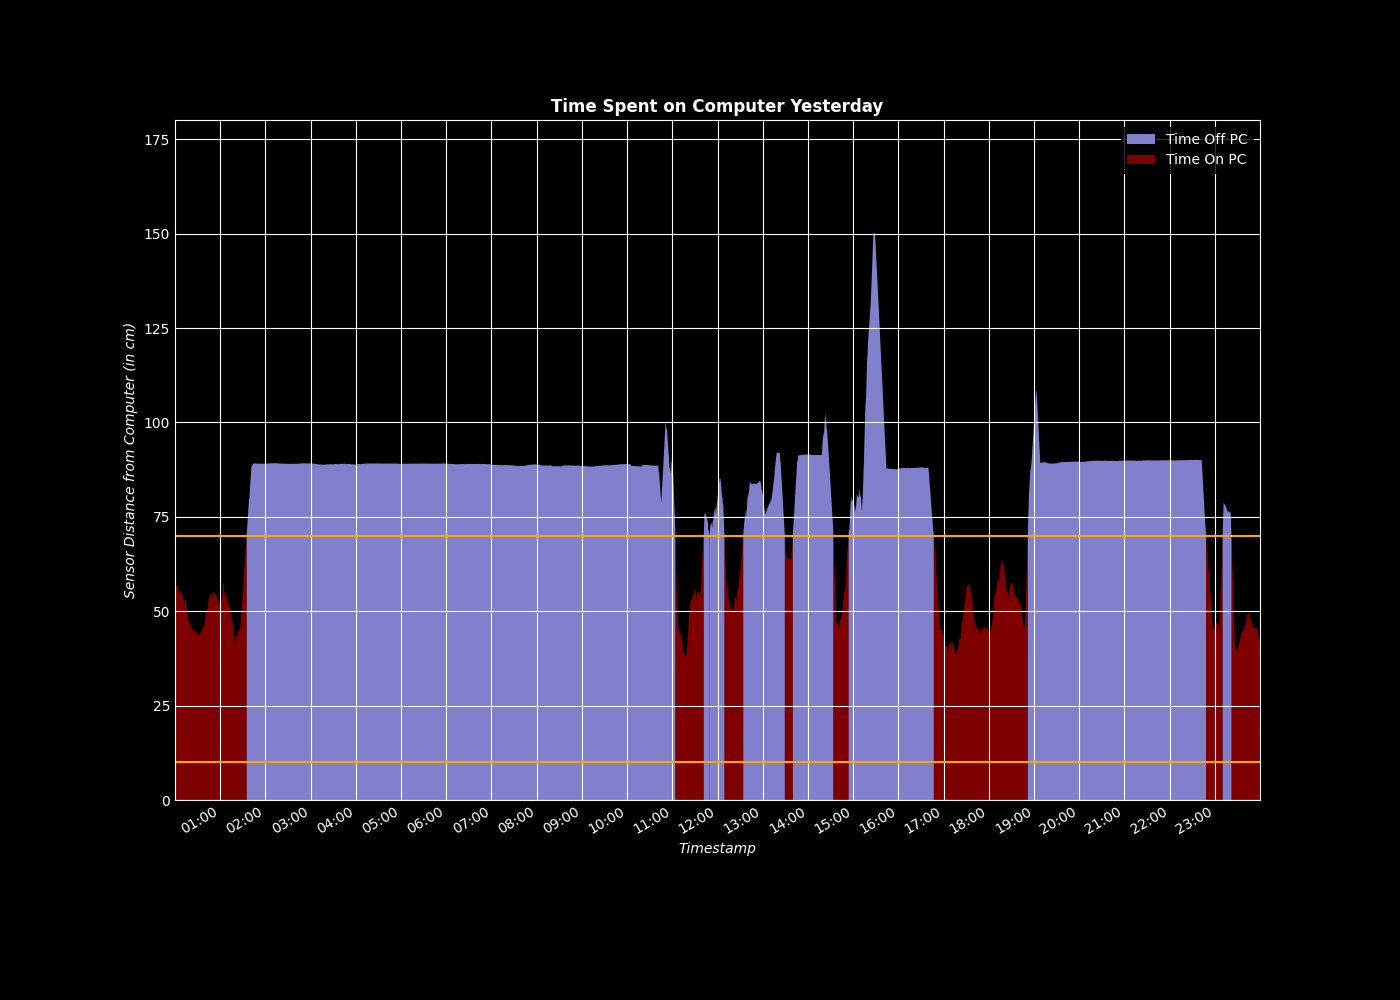 Time Spent on Computer Yesterday
Time Off PC
Time On PC
175
150
125
100
75
50
25
0
Sensor Distance from Computer (in cm)
01:00 02:00 03:00 04:00 05:00 06:00 07:00 08:00 09:00 10:00 11:00 12:00 13:00 14:00 15:00 16:00 17:00 18:00 19:00 20:00 21:00 22:00 23:00
Timestamp